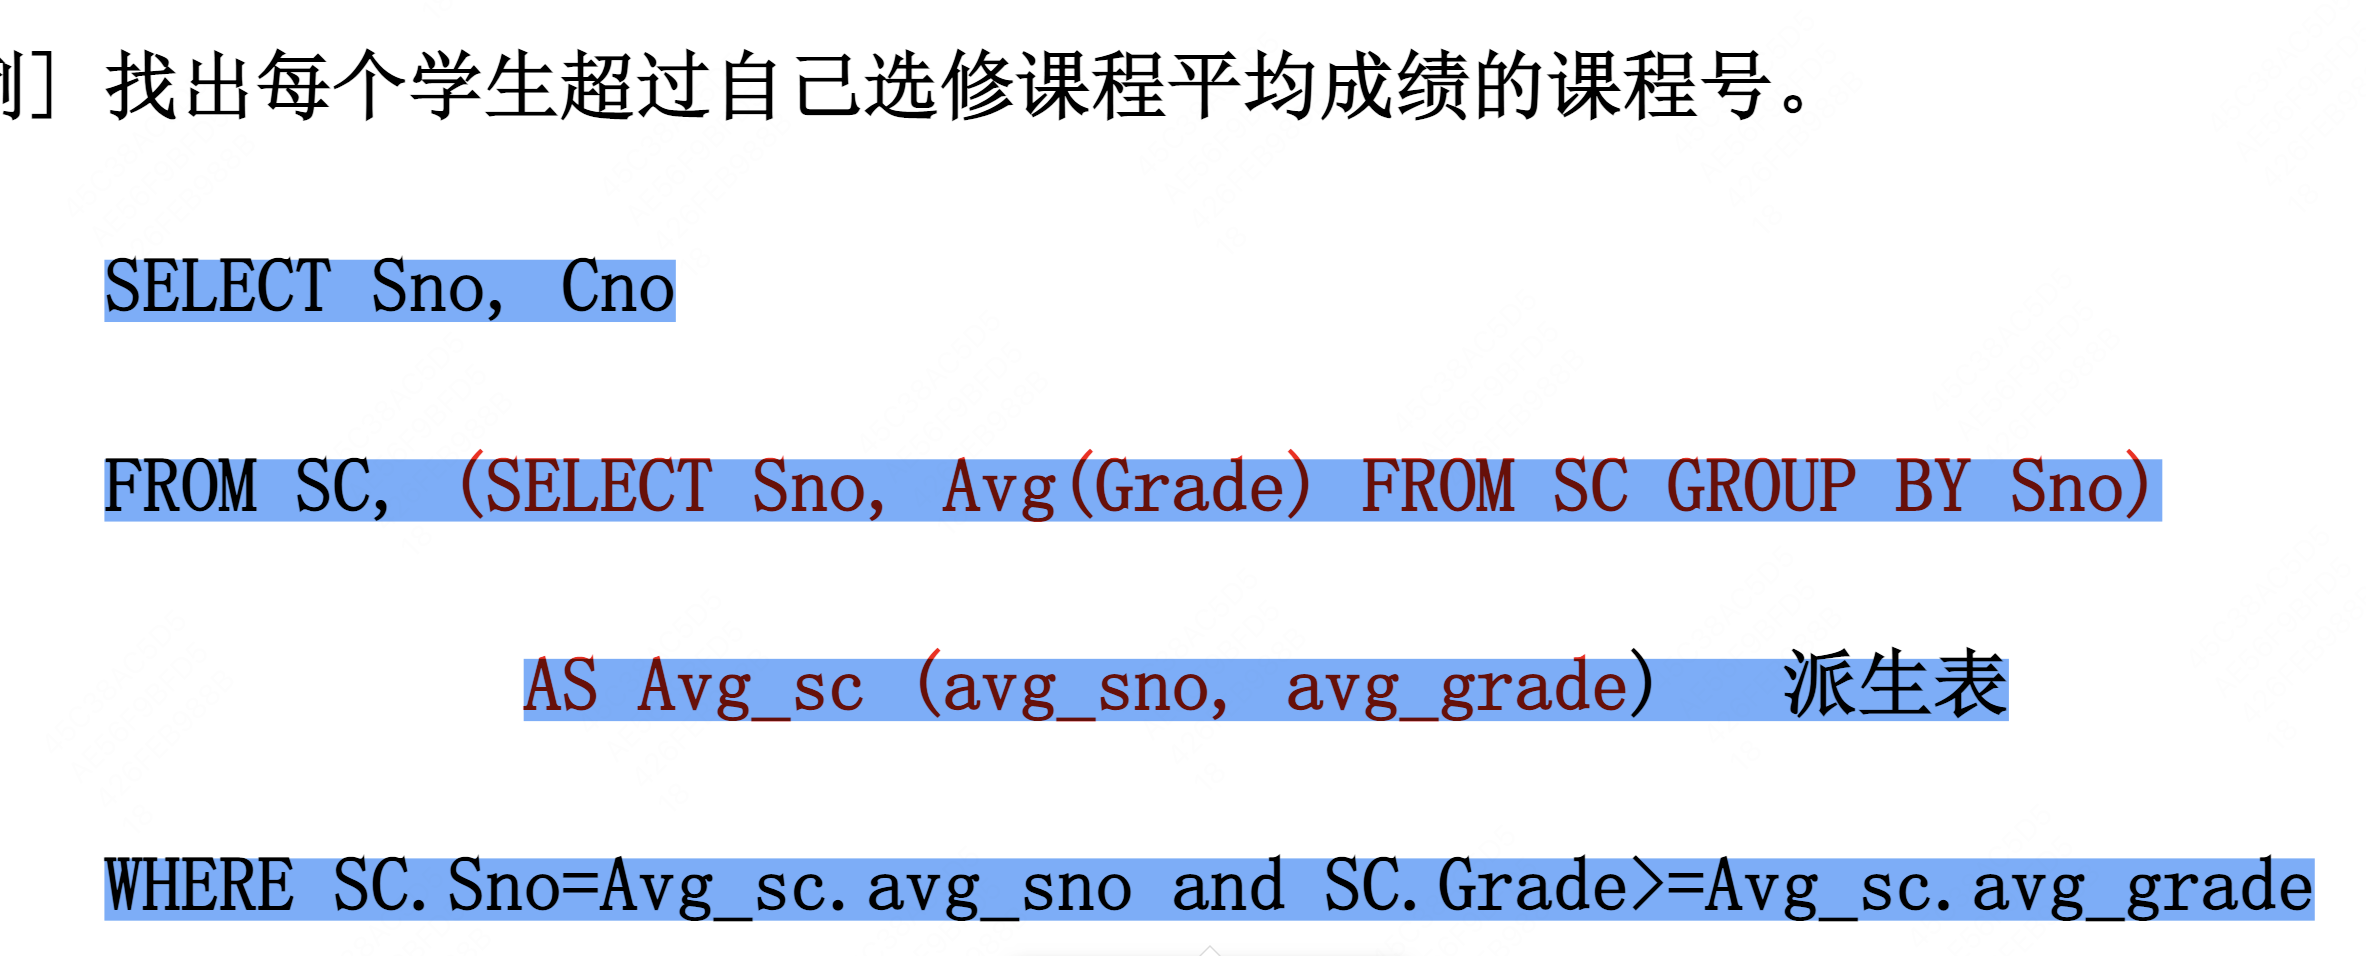 例] 找出每个学生超过自己选修课程平均成绩的课程号。
SELECT Sno, Cno
FROM SC, (SELECT Sno, Avg(Grade) FROM SC GROUP BY Sno)
AS Avg_sc (avg_sno, avg_grade) 派生表
WHERE SC.Sno=Avg_sc.avg_sno and SC.Grade>=Avg_sc.avg_grade